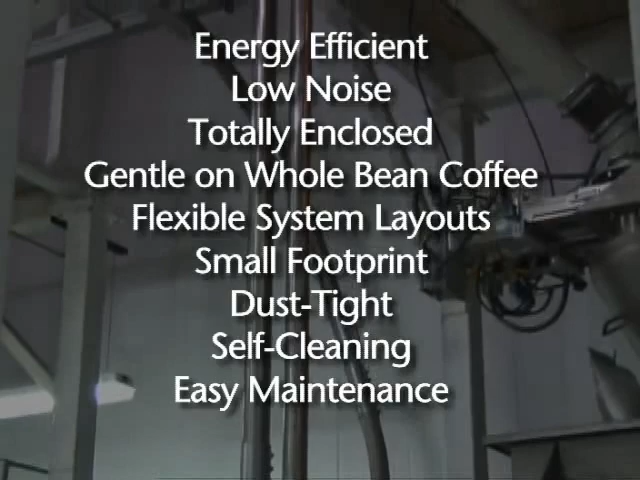 Energy Efficient
Low Noise
Totally Enclosed
Gentle on Whole Bean Coffee
Flexible System Layouts
Small Footprint
Dust-Tight
Self-Cleaning
Easy Maintenance